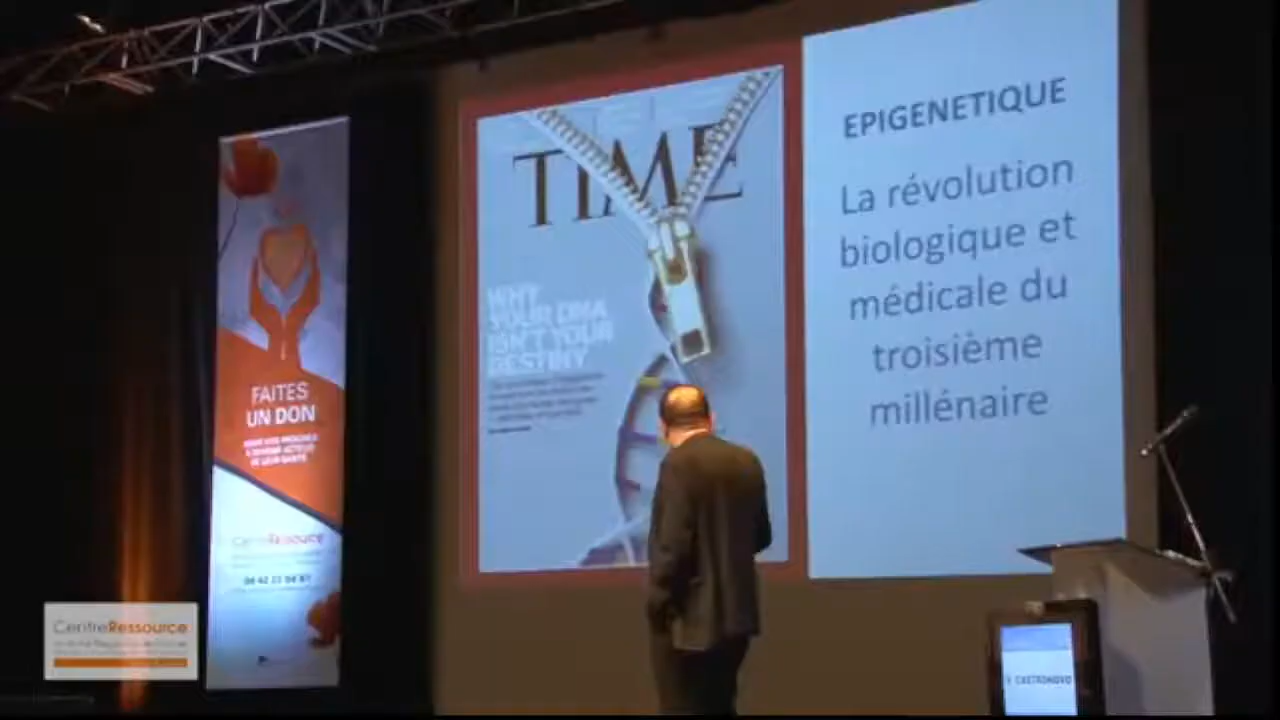 TIME
WHY
YOUR DNA
ISN'T YOUR
DESTINY
EPIGENETIQUE
La révolution
biologique et
médicale du
troisième
millénaire
FAITES
UN DON
CentreRessource
CentreRessource
CASTRONOVO